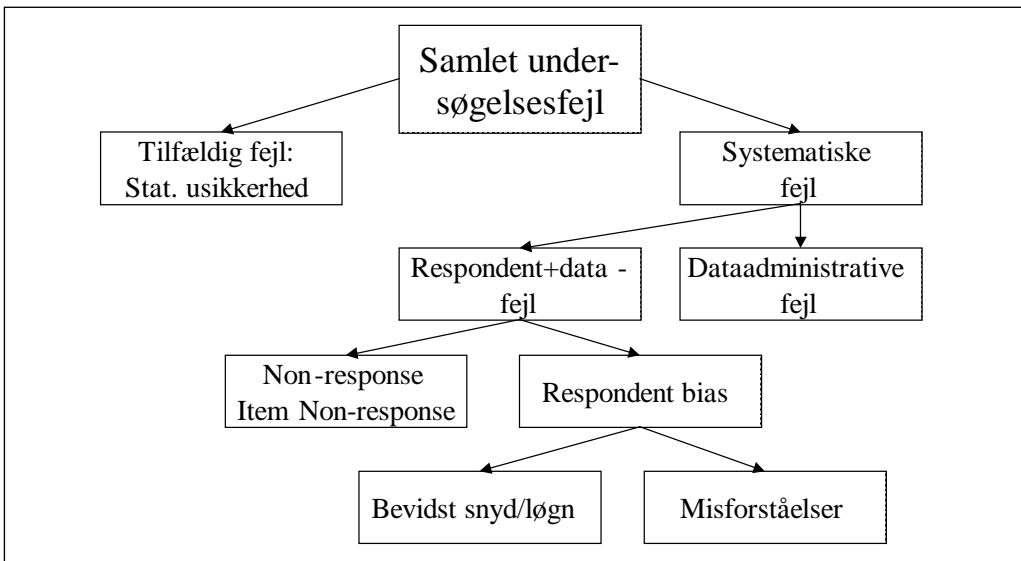 Samlet under-
søgelsesfejl
Tilfældig fejl:
Stat. usikkerhed
Systematiske
fejl
Respondent+data -
fejl
Dataadministrative
fejl
Non-response
Item Non-response
Respondent bias
Bevidst snyd/løgn
Misforståelser